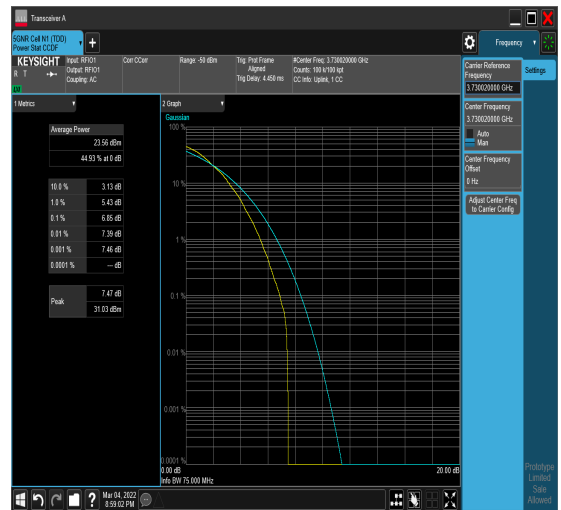 Transceiver A
5GNR Cell N1 (TDD)
Power Stat CCDF
Frequency
KEYSIGHT
R T
LXI
Input: RFIO1
Output: RFIO1
Coupling: AC
Corr CCorr
Range: -50 dBm
Trig: Prot Frame
Aligned
Trig Delay: 4.450 ms
#Center Freq: 3.730020000 GHz
Counts: 100 k/100 kpt
CC Info: Uplink, 1 CC
1 Metrics
Average Power
23.56 dBm
44.93 % at 0 dB
10.0 % 3.13 dB
1.0 % 5.43 dB
0.1 % 6.85 dB
0.01 % 7.39 dB
0.001 % 7.46 dB
0.0001 % --- dB
Peak
7.47 dB
31.03 dBm
2 Graph
Gaussian
100 %
10 %
1 %
0.1 %
0.01 %
0.001 %
0.0001 %
0.00 dB
20.00 dB
Info BW 75.000 MHz
Carrier Reference
Frequency
3.730020000 GHz
Center Frequency
3.730020000 GHz
Auto
Man
Center Frequency
Offset
0 Hz
Adjust Center Freq
to Carrier Config
Settings
Prototype
Limited
Sale
Allowed
?
Mar 04, 2022
8:59:02 PM